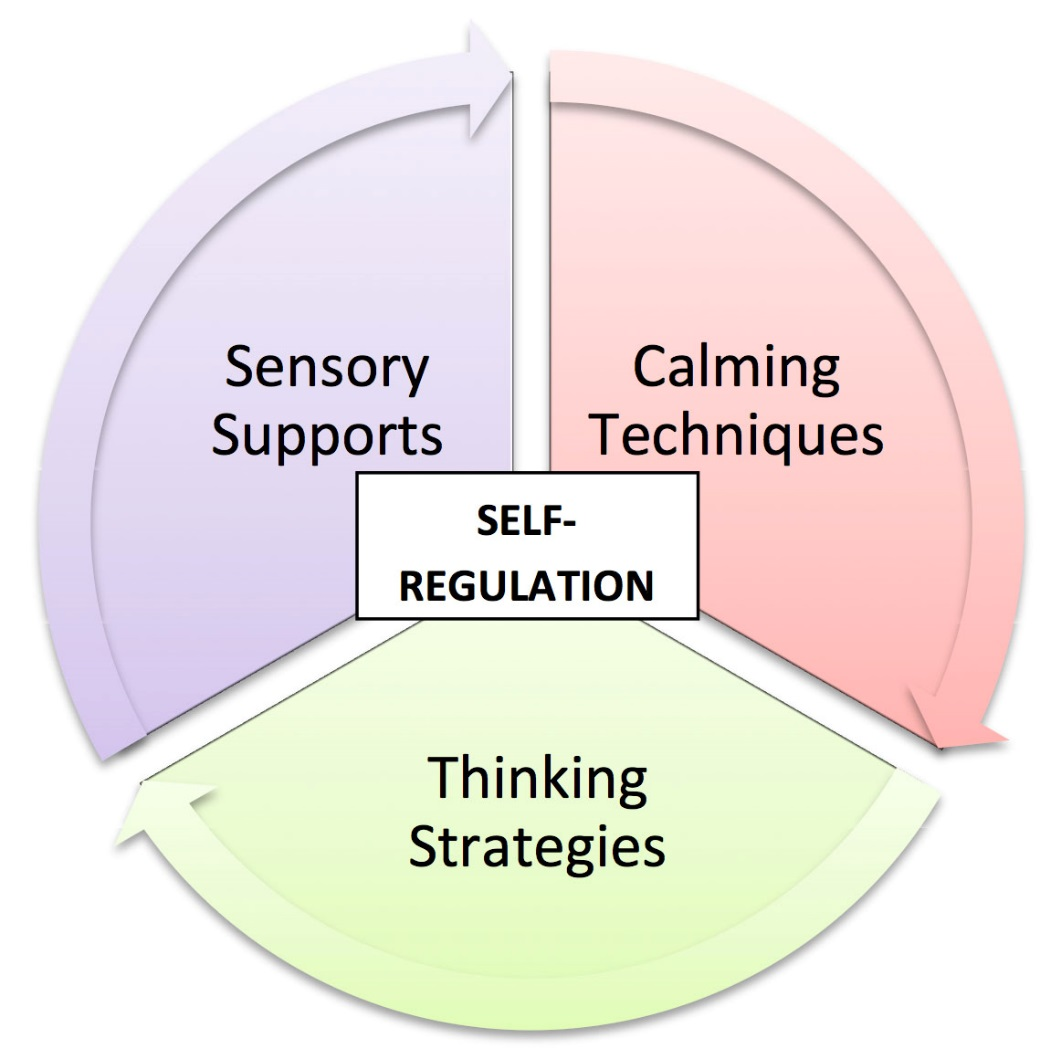 Sensory
Supports
Calming
Techniques
SELF-
REGULATION
Thinking
Strategies